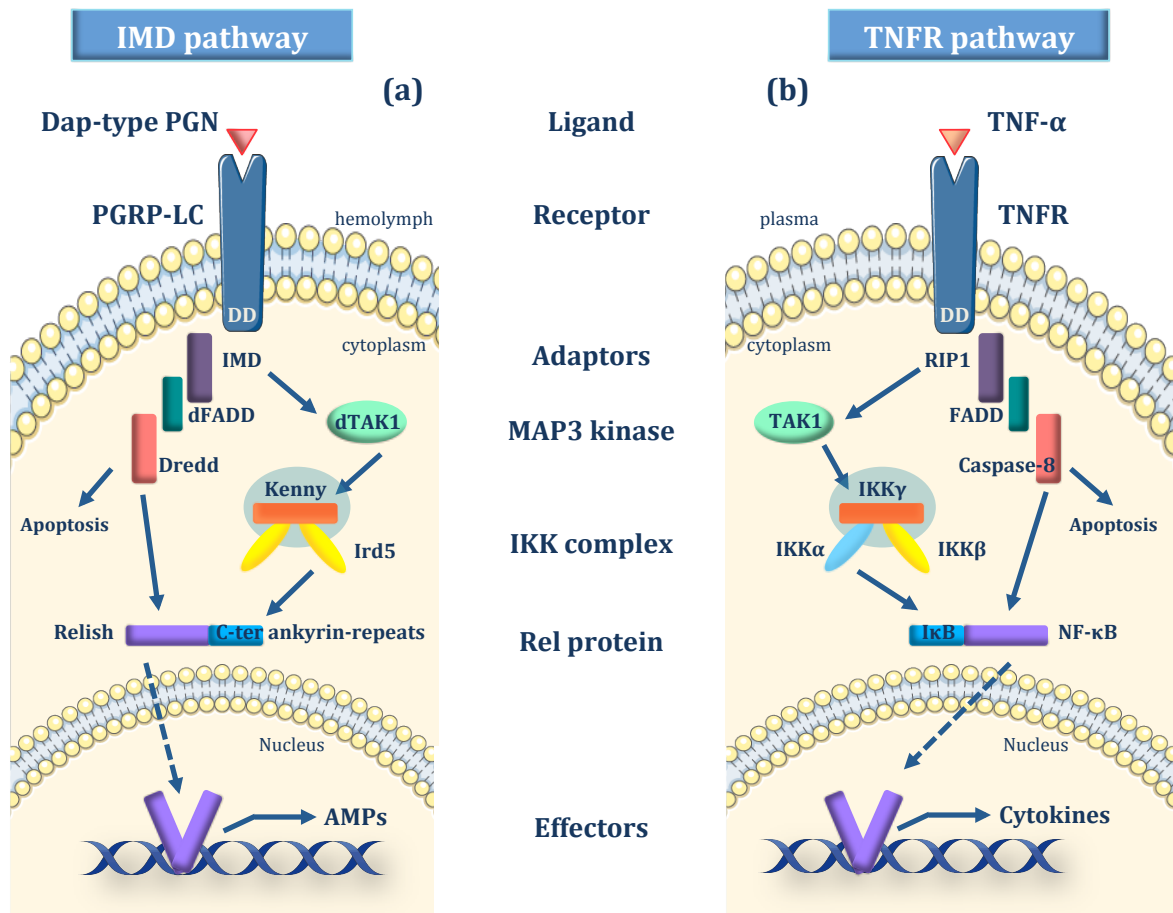 IMD pathway
TNFR pathway
(a)
(b)
Dap-type PGN
Ligand
TNF-α
PGRP-LC
hemolymph
Receptor
plasma
TNFR
DD
DD
cytoplasm
cytoplasm
IMD
Adaptors
RIP1
dFADD
FADD
dTAK1
MAP3 kinase
TAK1
Dredd
Caspase-8
Kenny
IKKγ
Apoptosis
Apoptosis
Ird5
IKK complex
IKKα
IKKβ
Relish
C-ter ankyrin-repeats
Rel protein
IκB
NF-κB
Nucleus
Nucleus
AMPs
Effectors
Cytokines